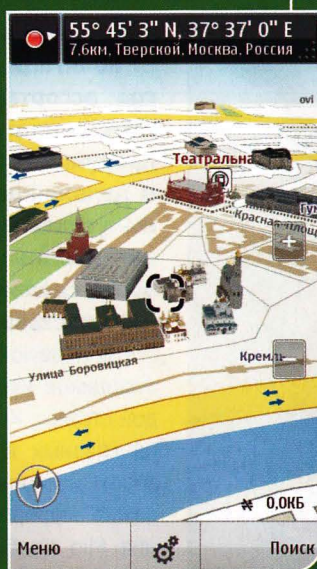 55° 45' 3" N, 37° 37' 0" E
7,6км, Тверской, Москва, Россия
ovi
Театральна
Красная площ
ГУМ
Кремль
Улица Боровицкая
0,0КБ
Меню
Поиск